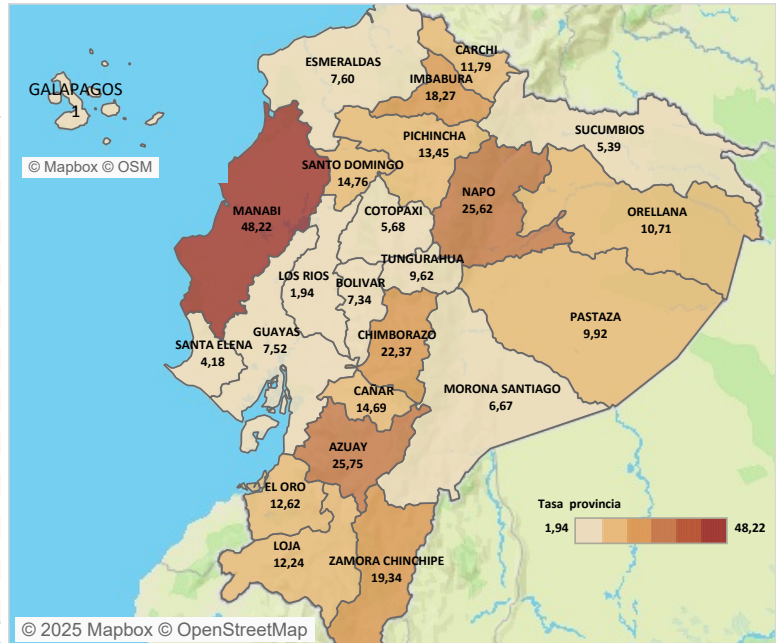 CARCHI
11,79
ESMERALDAS
7,60
IMBABURA
18,27
GALAPAGOS
1
SUCUMBIOS
5,39
PICHINCHA
13,45
© Mapbox © OSM
SANTO DOMINGO
14,76
NAPO
25,62
MANABI
48,22
COTOPAXI
5,68
ORELLANA
10,71
TUNGURAHUA
9,62
LOS RIOS
1,94
BOLIVAR
7,34
PASTAZA
9,92
GUAYAS
7,52
CHIMBORAZO
22,37
SANTA ELENA
4,18
MORONA SANTIAGO
6,67
CAÑAR
14,69
AZUAY
25,75
EL ORO
12,62
Tasa provincia
1,94 48,22
LOJA
12,24
ZAMORA CHINCHIPE
19,34
© 2025 Mapbox © OpenStreetMap